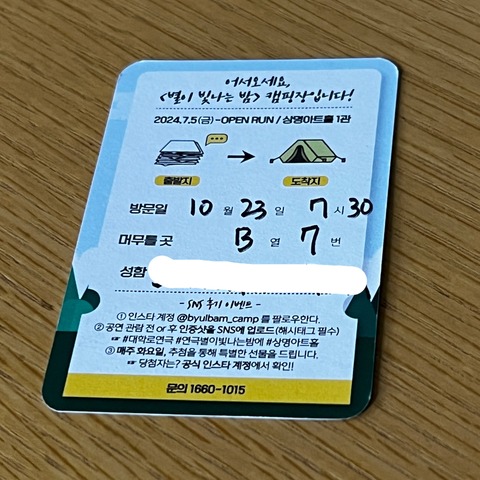 어서오세요,
<별이 빛나는 밤> 캠핑장입니다!
2024.7.5(금)-OPEN RUN / 상명아트홀 1관
출발지 도착지
방문일 10 월 23 일 7 시 30
머무를 곳 B 열 7 번
성함
- SNS 후기 이벤트 -
① 인스타 계정 @byulbam_camp 를 팔로우한다.
② 공연 관람 전 or 후 인증샷을 SNS에 업로드(해시태그 필수)
☞ #대학로연극 #연극별이빛나는밤에 #상명아트홀
③ 매주 화요일, 추첨을 통해 특별한 선물을 드립니다.
☞ 당첨자는? 공식 인스타 계정에서 확인!!
문의 1660-1015